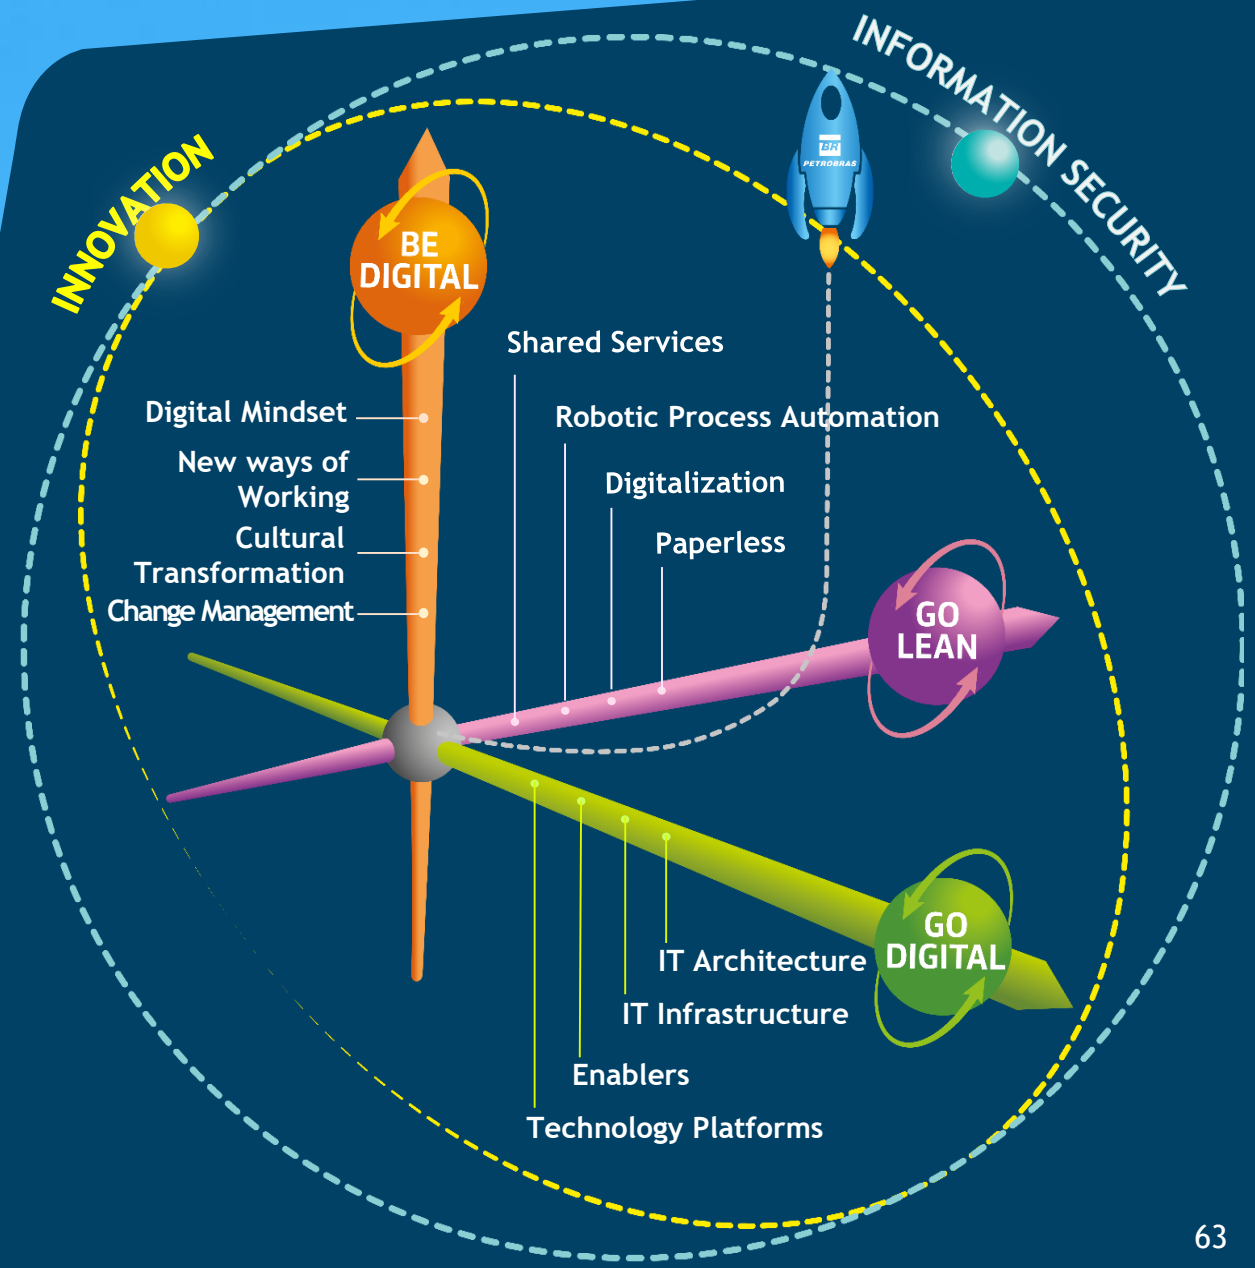 INFORMATION SECURITY
INNOVATION
BR
PETROBRAS
BE
DIGITAL
Shared Services
Digital Mindset
Robotic Process Automation
New ways of
Working
Digitalization
Cultural
Transformation
Paperless
Change Management
GO
LEAN
GO
DIGITAL
IT Architecture
IT Infrastructure
Enablers
Technology Platforms
63